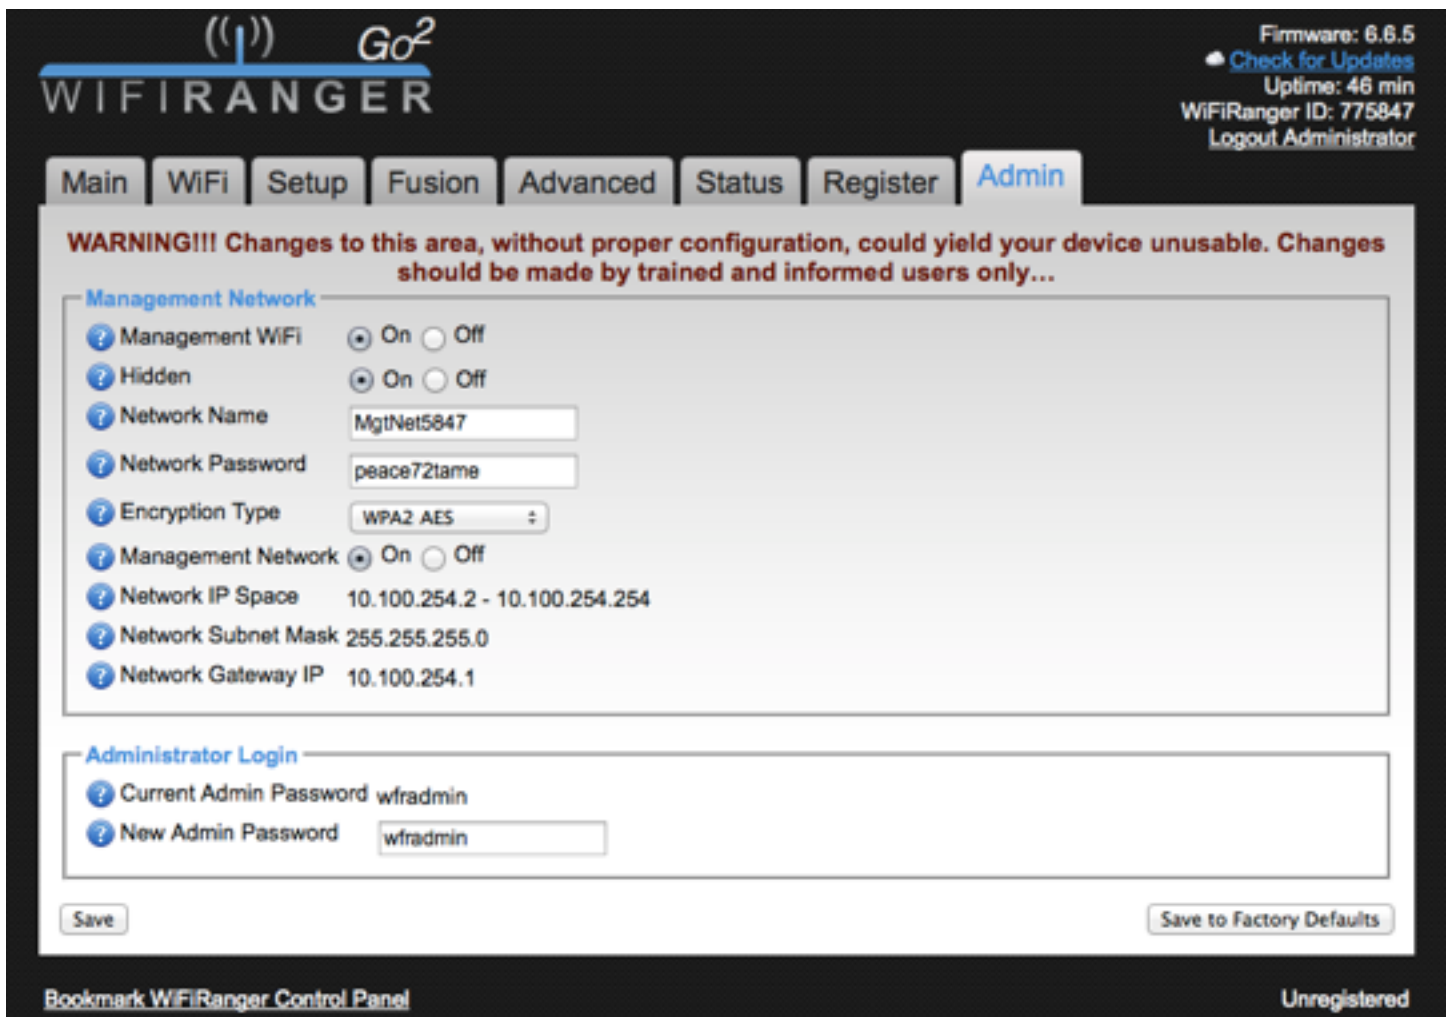 Go2
WIFIRANGER
Firmware: 6.6.5
Check for Updates
Uptime: 46 min
WiFiRanger ID: 775847
Logout Administrator
Main WiFi Setup Fusion Advanced Status Register Admin
WARNING!!! Changes to this area, without proper configuration, could yield your device unusable. Changes
should be made by trained and informed users only...
Management Network
? Management WiFi On Off
? Hidden On Off
? Network Name MgtNet5847
? Network Password peace72tame
? Encryption Type WPA2 AES
? Management Network On Off
? Network IP Space 10.100.254.2 - 10.100.254.254
? Network Subnet Mask 255.255.255.0
? Network Gateway IP 10.100.254.1
Administrator Login
? Current Admin Password wfradmin
? New Admin Password wfradmin
Save Save to Factory Defaults
Bookmark WiFiRanger Control Panel Unregistered